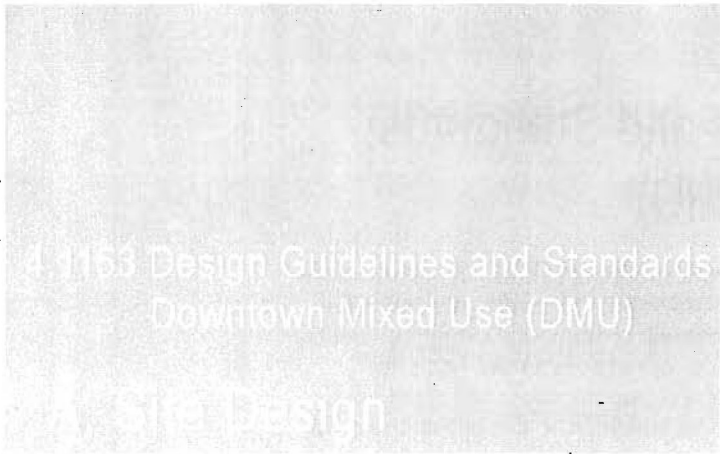 4.1153 Design Guidelines and Standards
Downtown Mixed Use (DMU)
Site Design